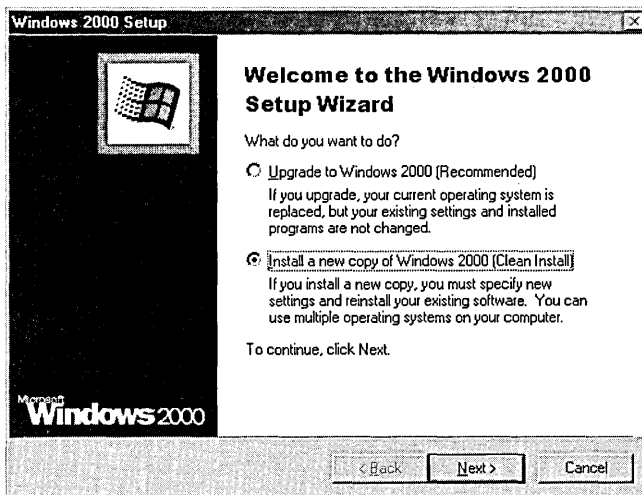 Windows 2000 Setup
Welcome to the Windows 2000
Setup Wizard
What do you want to do?
Upgrade to Windows 2000 (Recommended)
If you upgrade, your current operating system is
replaced, but your existing settings and installed
programs are not changed.
Install a new copy of Windows 2000 (Clean Install)
If you install a new copy, you must specify new
settings and reinstall your existing software. You can
use multiple operating systems on your computer.
To continue, click Next.
Microsoft
Windows 2000
< Back
Next >
Cancel